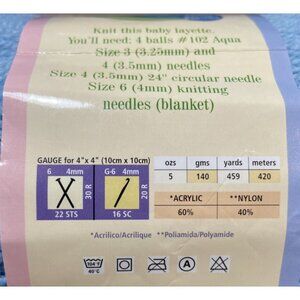 Knit this baby layette.
You'll need: 4 balls #102 Aqua
Size 3 (3.25mm) and
4 (3.5mm) needles
Size 4 (3.5mm) 24" circular needle
Size 6 (4mm) knitting
needles (blanket)
GAUGE for 4"x 4" (10cm x 10cm)
6 4mm
30 R
22 STS
G-6 4mm
20 R
16 SC
ozs gms yards meters
5 140 459 420
*ACRYLIC **NYLON
60% 40%
*Acrilico/Acrilique **Poliamida/Polyamide
104°F
40°C
A